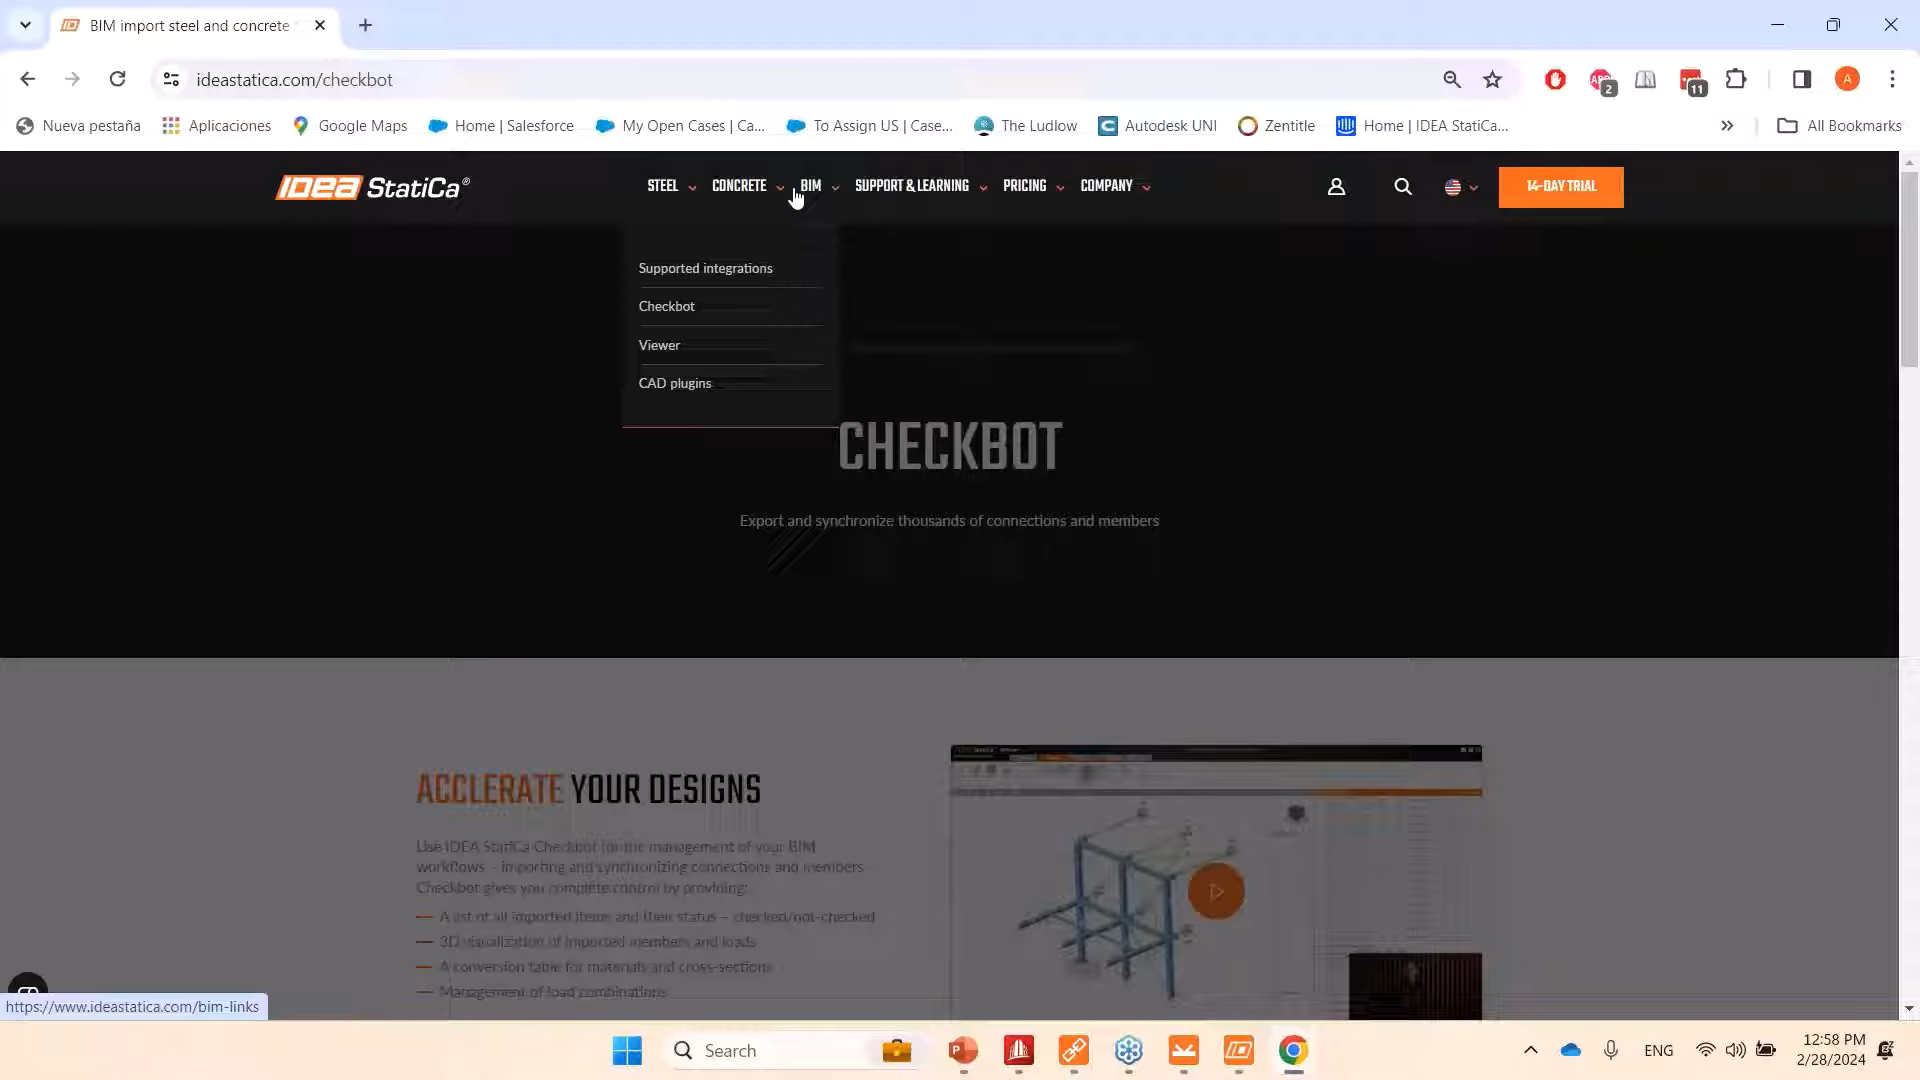 BIM import steel and concrete
ideastatica.com/checkbot
2
11
A
Nueva pestaña
Aplicaciones
Google Maps
Home | Salesforce
My Open Cases | Ca...
To Assign US | Case...
The Ludlow
Autodesk UNI
Zentitle
Home | IDEA StatiCa...
All Bookmarks
IDEA StatiCa®
STEEL
CONCRETE
BIM
SUPPORT & LEARNING
PRICING
COMPANY
14-DAY TRIAL
Supported integrations
Checkbot
Viewer
CAD plugins
CHECKBOT
Export and synchronize thousands of connections and members
ACCLERATE YOUR DESIGNS
Use IDEA StatiCa Checkbot for the management of your BIM
workflows – importing and synchronizing connections and members.
Checkbot gives you complete control by providing:
A list of all imported items and their status – checked/not-checked
3D visualization of imported members and loads
A conversion table for materials and cross-sections
Management of load combinations
https://www.ideastatica.com/bim-links
Search
ENG
12:58 PM
2/28/2024